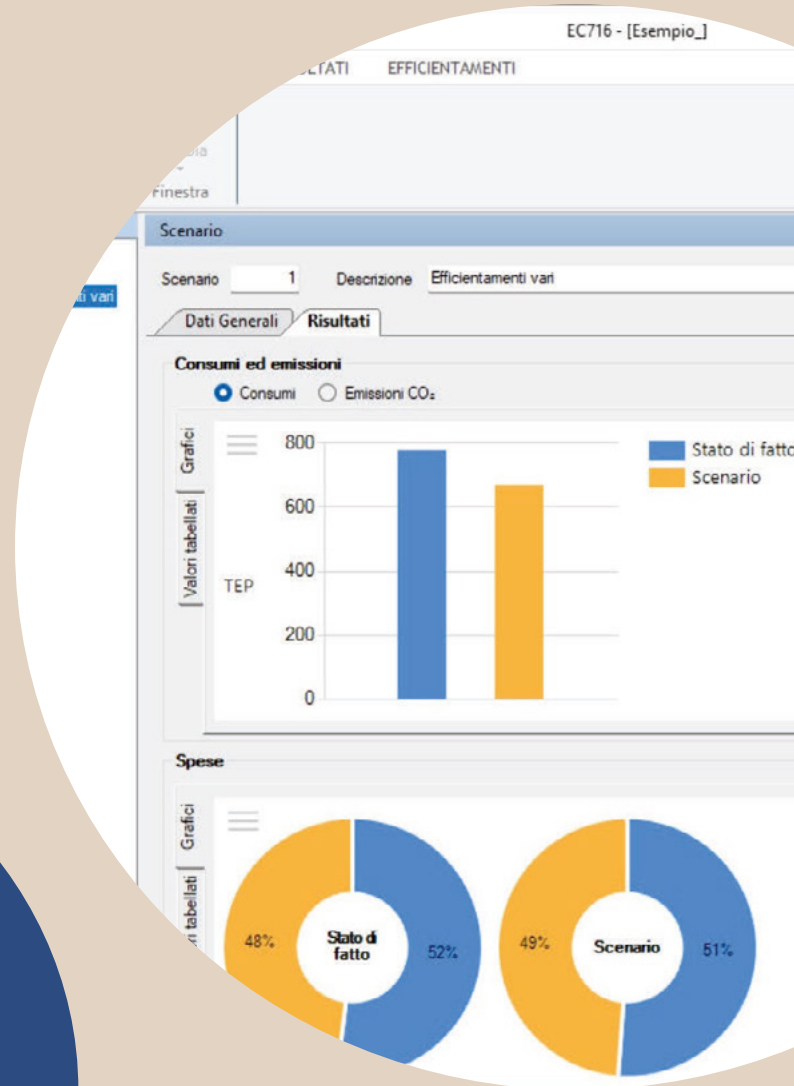 EC716 - [Esempio_]
EFFICIENTAMENTI
Finestra
Scenario
Scenario 1 Descrizione Efficientamenti vari
vari
Dati Generali Risultati
Consumi ed emissioni
Consumi Emissioni CO₂
Grafici
Valori tabellati
800
600
400
200
0
TEP
Stato di fatto
Scenario
Spese
Grafici
tabellati
48% Stato di fatto 52%
49% Scenario 51%